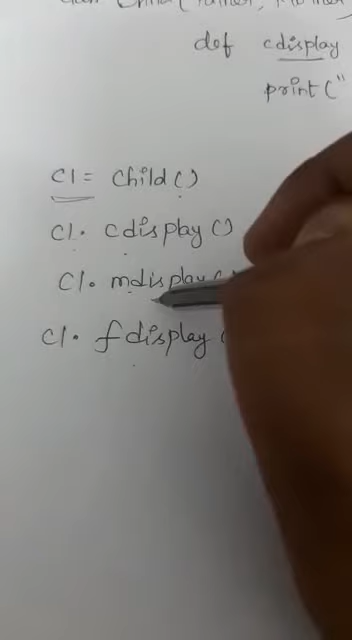 def cdisplay
print("
C1 = Child()
C1. cdisplay()
C1. mdisplay(
C1. fdisplay(